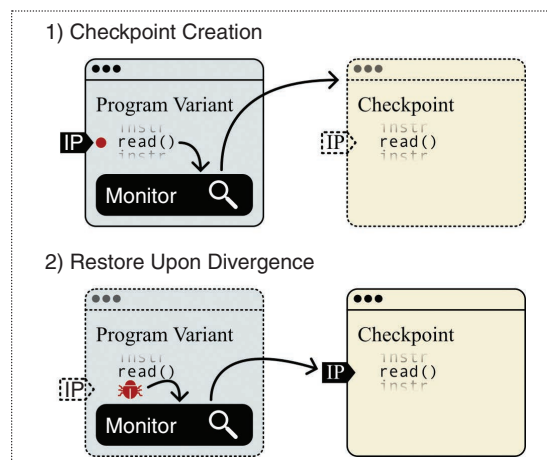 1) Checkpoint Creation
Program Variant
instr
IP read()
instr
Monitor
Checkpoint
instr
IP read()
instr
2) Restore Upon Divergence
Program Variant
instr
read()
IP
Monitor
Checkpoint
instr
IP read()
instr